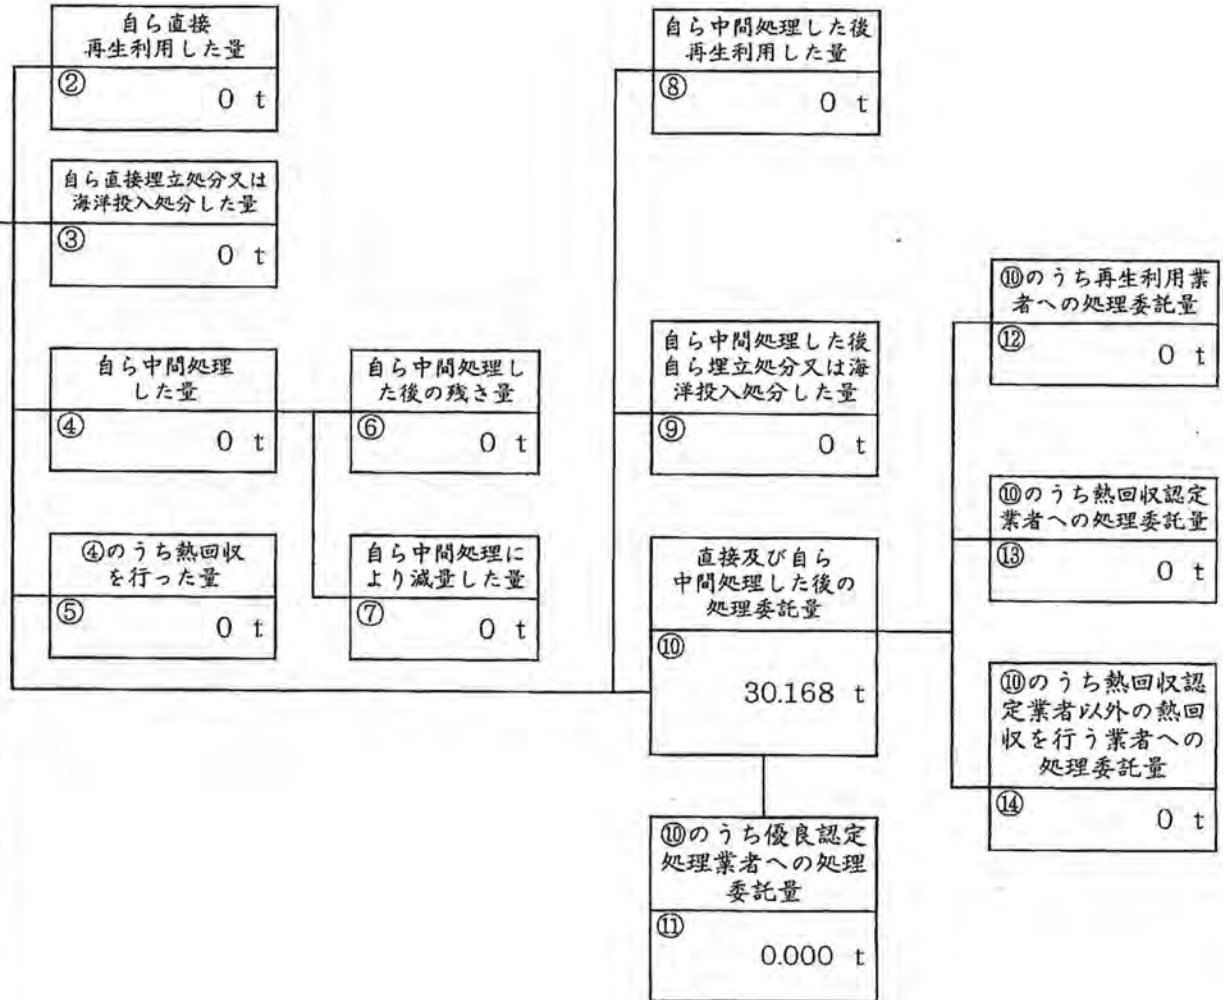 自ら直接
再生利用した量
②
0 t
自ら直接埋立処分又は
海洋投入処分した量
③
0 t
自ら中間処理
した量
④
0 t
④のうち熱回収
を行った量
⑤
0 t
自ら中間処理し
た後の残さ量
⑥
0 t
自ら中間処理に
より減量した量
⑦
0 t
自ら中間処理した後
再生利用した量
⑧
0 t
自ら中間処理した後
自ら埋立処分又は海
洋投入処分した量
⑨
0 t
直接及び自ら
中間処理した後の
処理委託量
⑩
30.168 t
⑩のうち優良認定
処理業者への処理
委託量
⑪
0.000 t
⑩のうち再生利用業
者への処理委託量
⑫
0 t
⑩のうち熱回収認定
業者への処理委託量
⑬
0 t
⑩のうち熱回収認
定業者以外の熱回
収を行う業者への
処理委託量
⑭
0 t